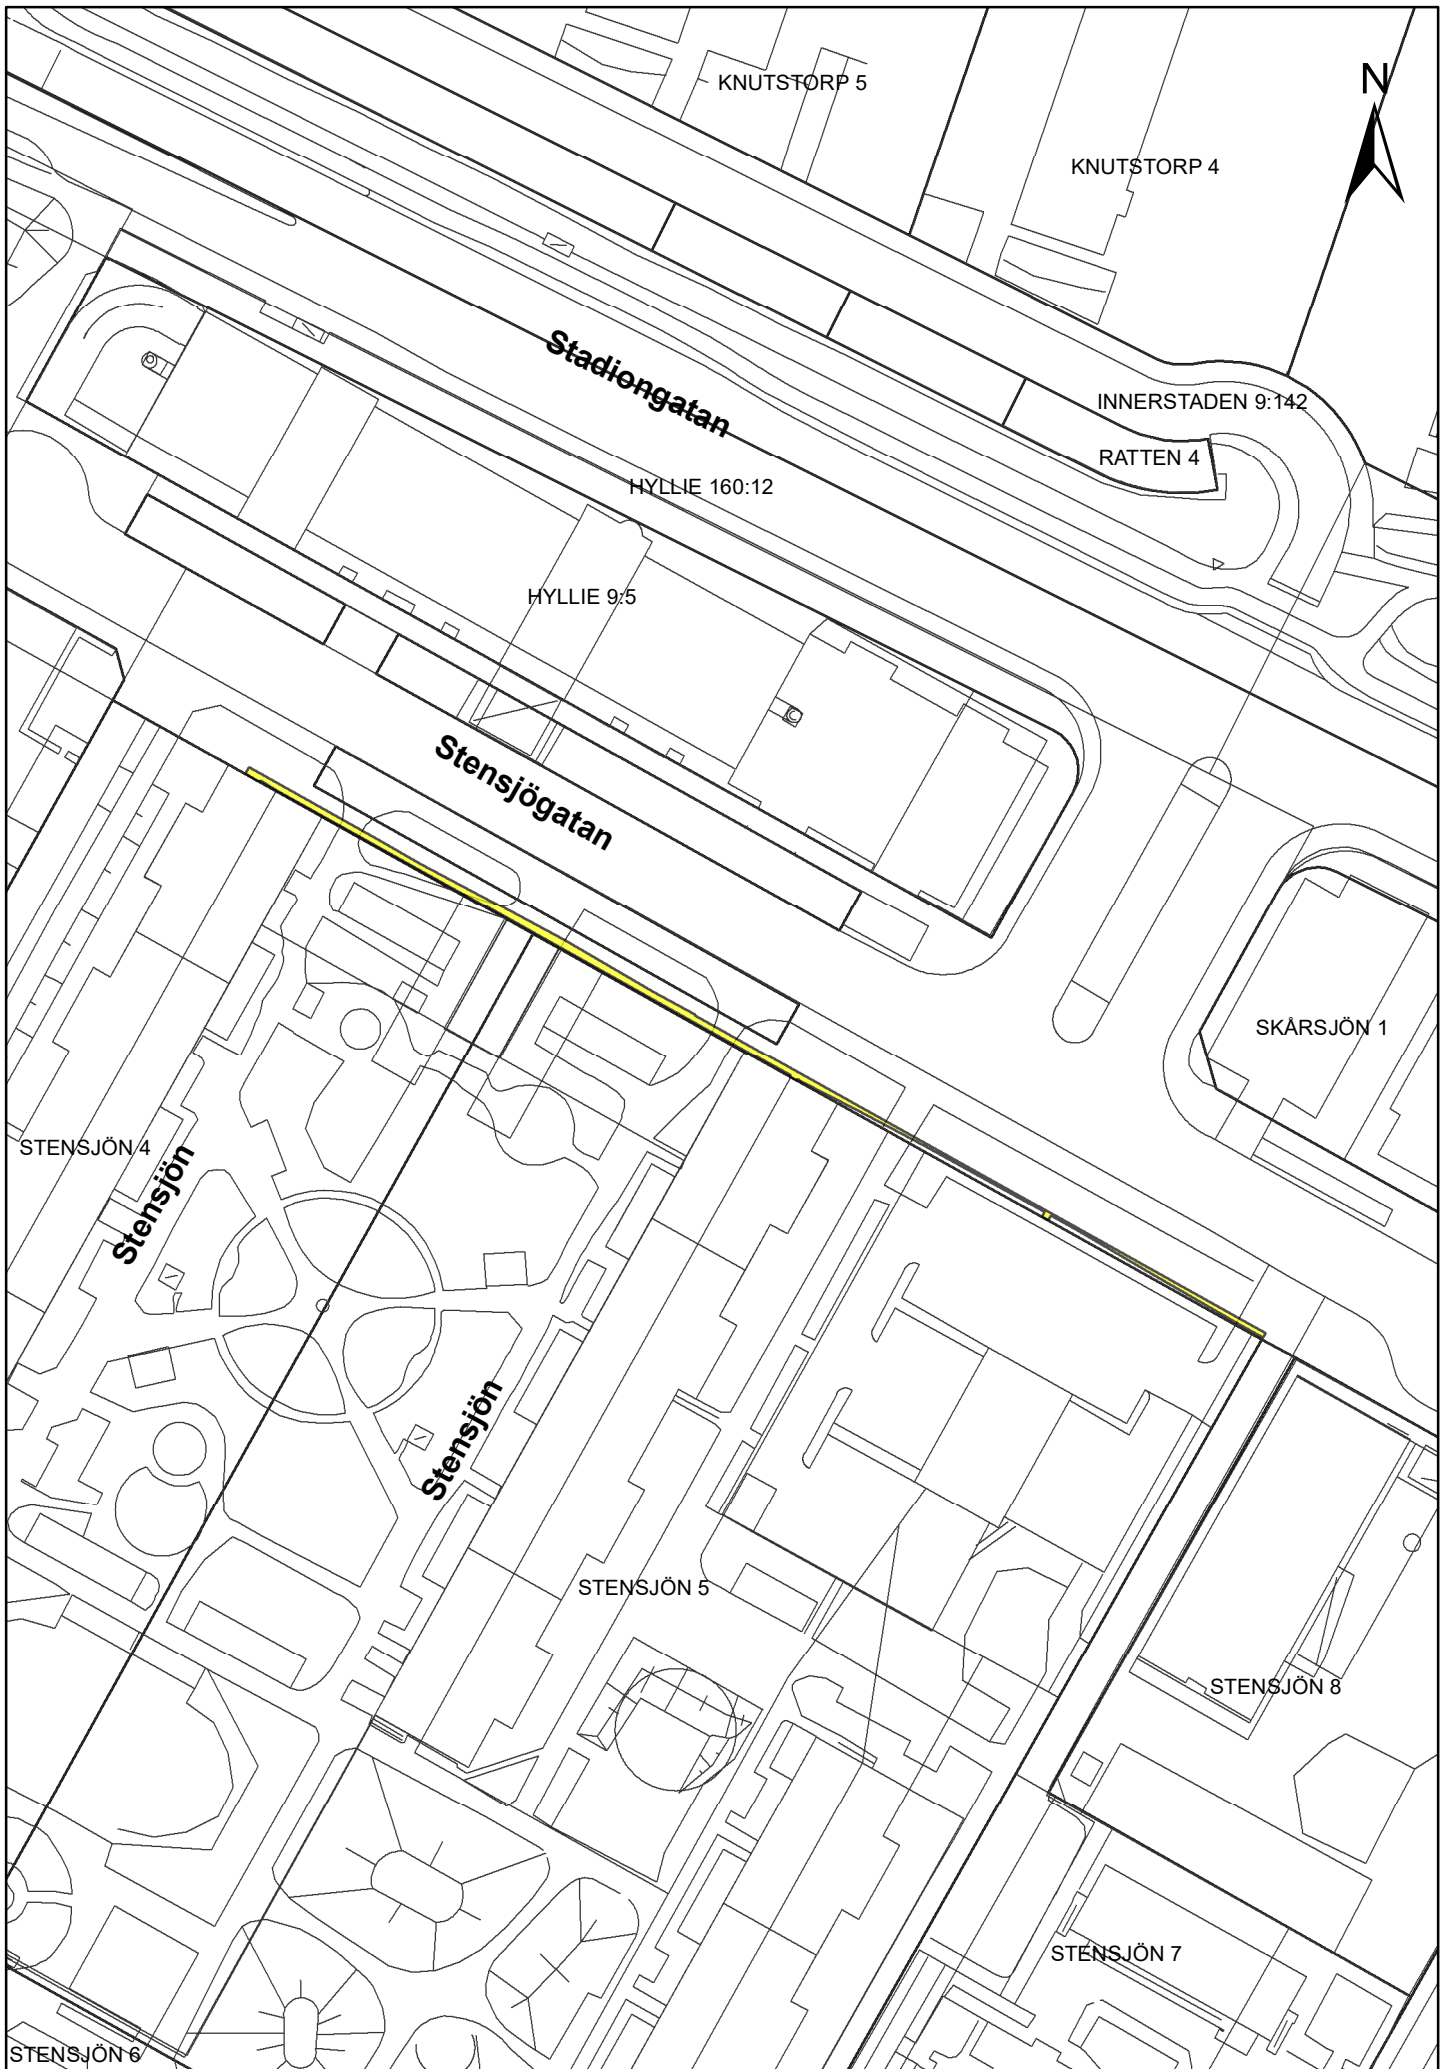 N
KNUTSTORP 5
KNUTSTORP 4
Stadiongatan
INNERSTADEN 9:142
RATTEN 4
HYLLIE 160:12
HYLLIE 9:5
Stensjögatan
SKÅRSJÖN 1
STENSJÖN 4
Stensjön
Stensjön
STENSJÖN 5
STENSJÖN 8
STENSJÖN 7
STENSJÖN 6